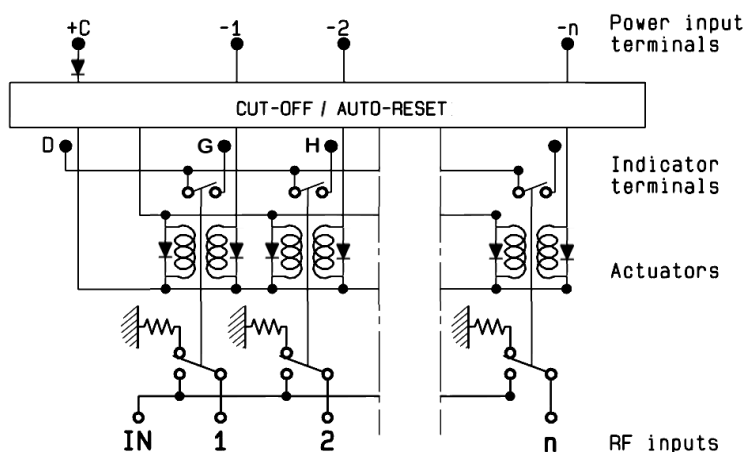 +C -1 -2 -n Power input
terminals
CUT-OFF / AUTO-RESET
D G H
Indicator
terminals
Actuators
IN 1 2 n RF inputs